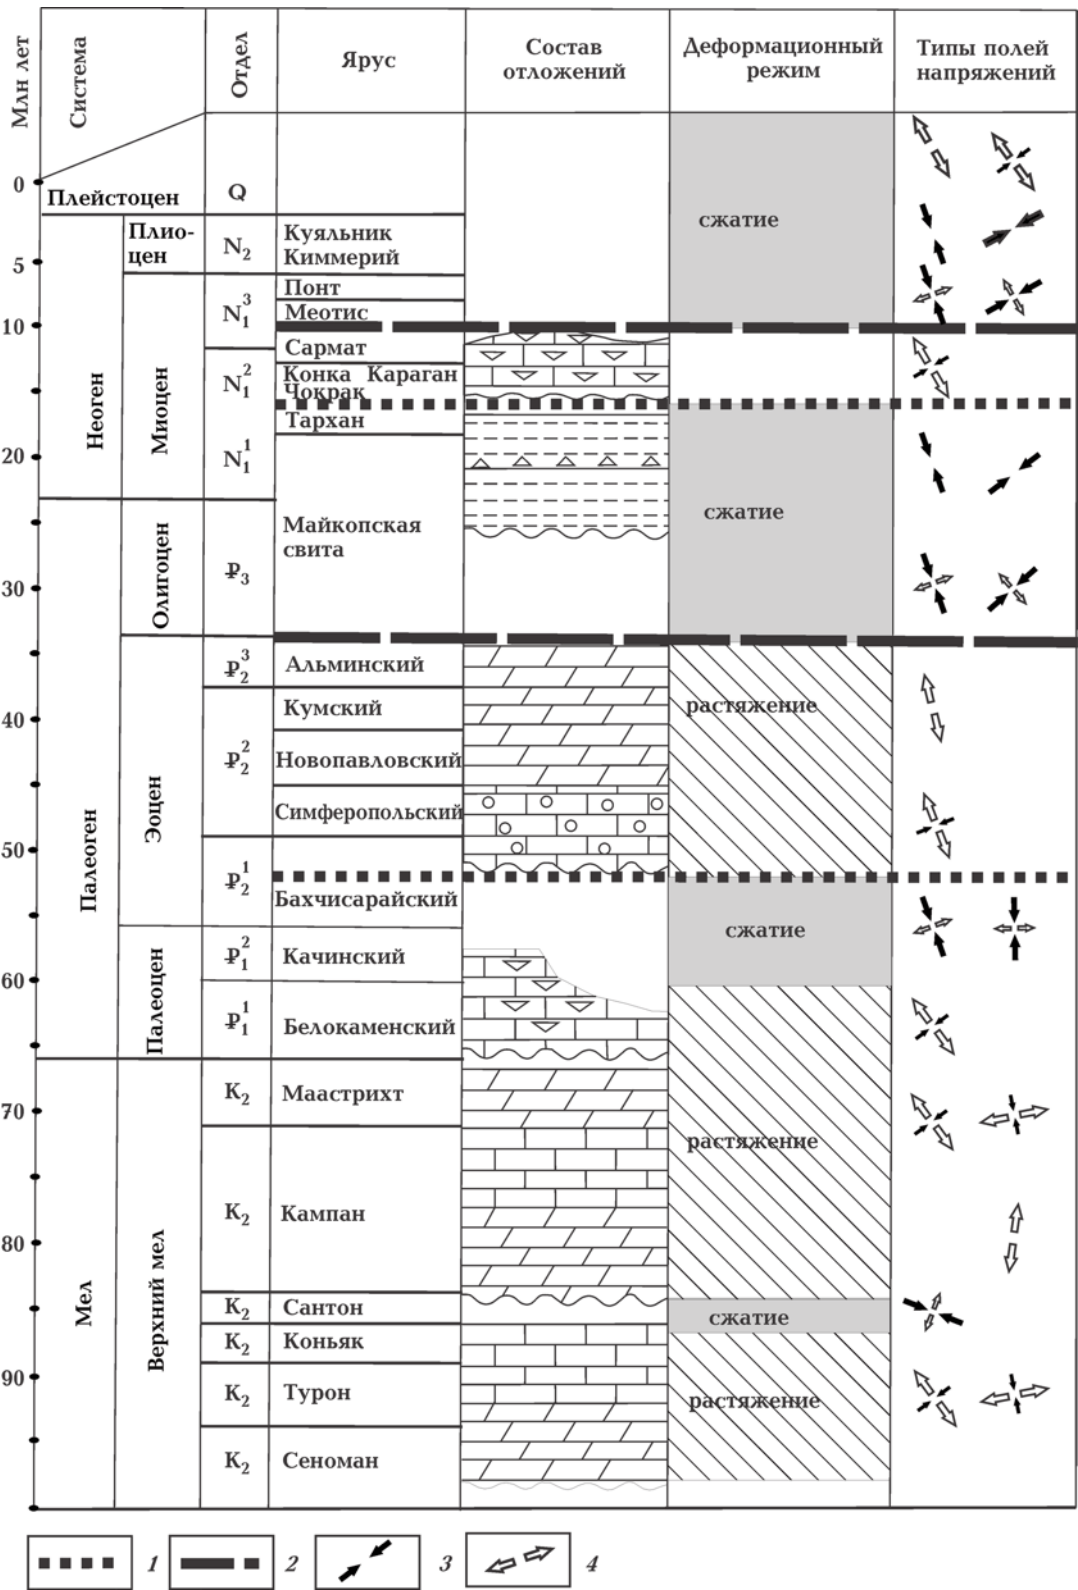 Млн лет
Система
Отдел
Ярус
Состав
отложений
Деформационный
режим
Типы полей
напряжений
0
5
10
20
30
40
50
60
70
80
90
Плейстоцен
Q
Неоген
Плио-
цен
N2
Куяльник
Киммерий
Миоцен
N1^3
Понт
Меотис
Сармат
N1^2
Конка Караган
Чокрак
Тархан
N1^1
Майкопская
свита
Палеоген
Олигоцен
₽3
Эоцен
₽2^3
Альминский
₽2^2
Кумский
Новопавловский
Симферопольский
₽2^1
Бахчисарайский
Палеоцен
₽1^2
Качинский
₽1^1
Белокаменский
Мел
Верхний мел
K2
Маастрихт
K2
Кампан
K2
Сантон
K2
Коньяк
K2
Турон
K2
Сеноман
сжатие
сжатие
растяжение
сжатие
растяжение
сжатие
растяжение
1
2
3
4